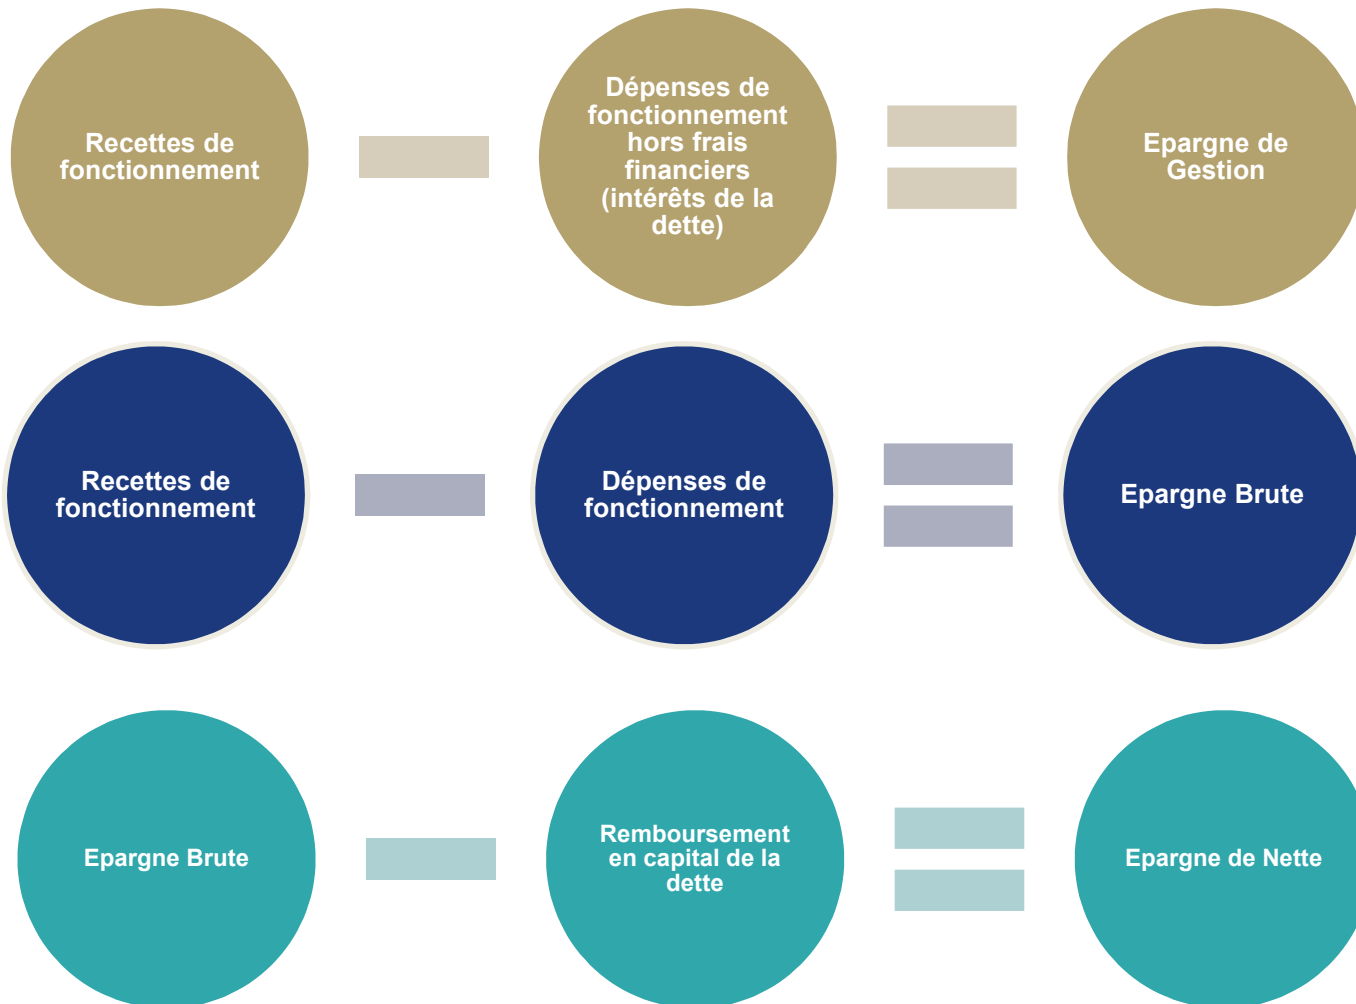 Recettes de
fonctionnement
Dépenses de
fonctionnement
hors frais
financiers
(intérêts de la
dette)
Epargne de
Gestion
Recettes de
fonctionnement
Dépenses de
fonctionnement
Epargne Brute
Epargne Brute
Remboursement
en capital de la
dette
Epargne de Nette